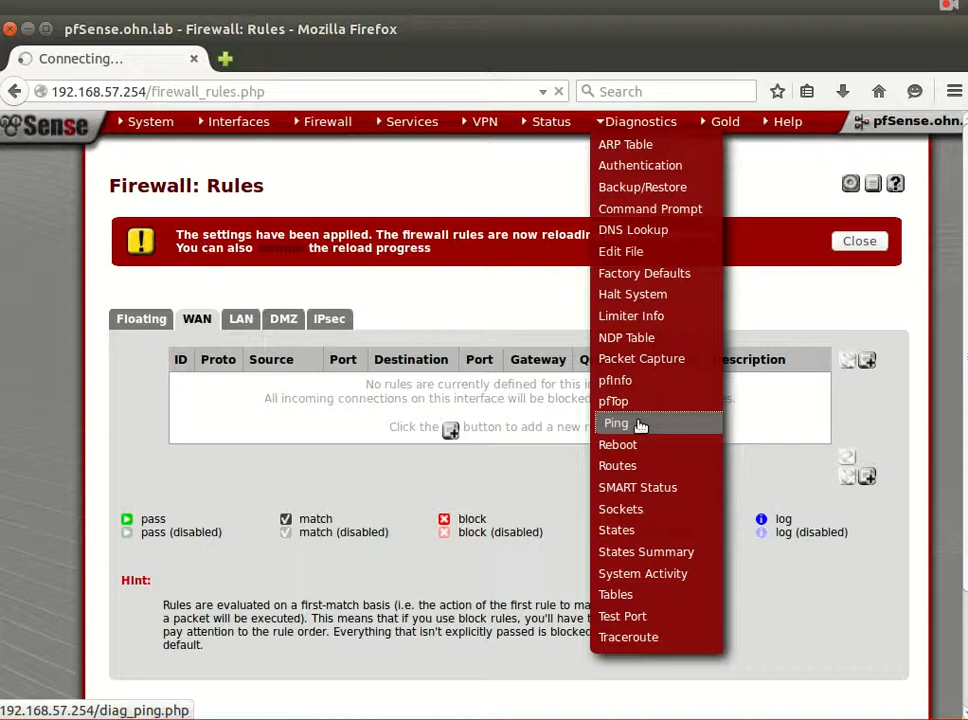 pfSense.ohn.lab - Firewall: Rules - Mozilla Firefox
Connecting...
192.168.57.254/firewall_rules.php
Search
Sense
System
Interfaces
Firewall
Services
VPN
Status
Diagnostics
Gold
Help
pfSense.ohn.
ARP Table
Authentication
Backup/Restore
Command Prompt
DNS Lookup
Edit File
Factory Defaults
Halt System
Limiter Info
NDP Table
Packet Capture
pfInfo
pfTop
Ping
Reboot
Routes
SMART Status
Sockets
States
States Summary
System Activity
Tables
Test Port
Traceroute
Firewall: Rules
The settings have been applied. The firewall rules are now reloadin
You can also monitor the reload progress
Close
Floating
WAN
LAN
DMZ
IPsec
ID
Proto
Source
Port
Destination
Port
Gateway
Q
escription
No rules are currently defined for this in
All incoming connections on this interface will be blocked
es.
Click the
button to add a new r
pass
match
block
log
pass (disabled)
match (disabled)
block (disabled)
log (disabled)
Hint:
Rules are evaluated on a first-match basis (i.e. the action of the first rule to ma
a packet will be executed). This means that if you use block rules, you'll have t
pay attention to the rule order. Everything that isn't explicitly passed is blocked
default.
192.168.57.254/diag_ping.php